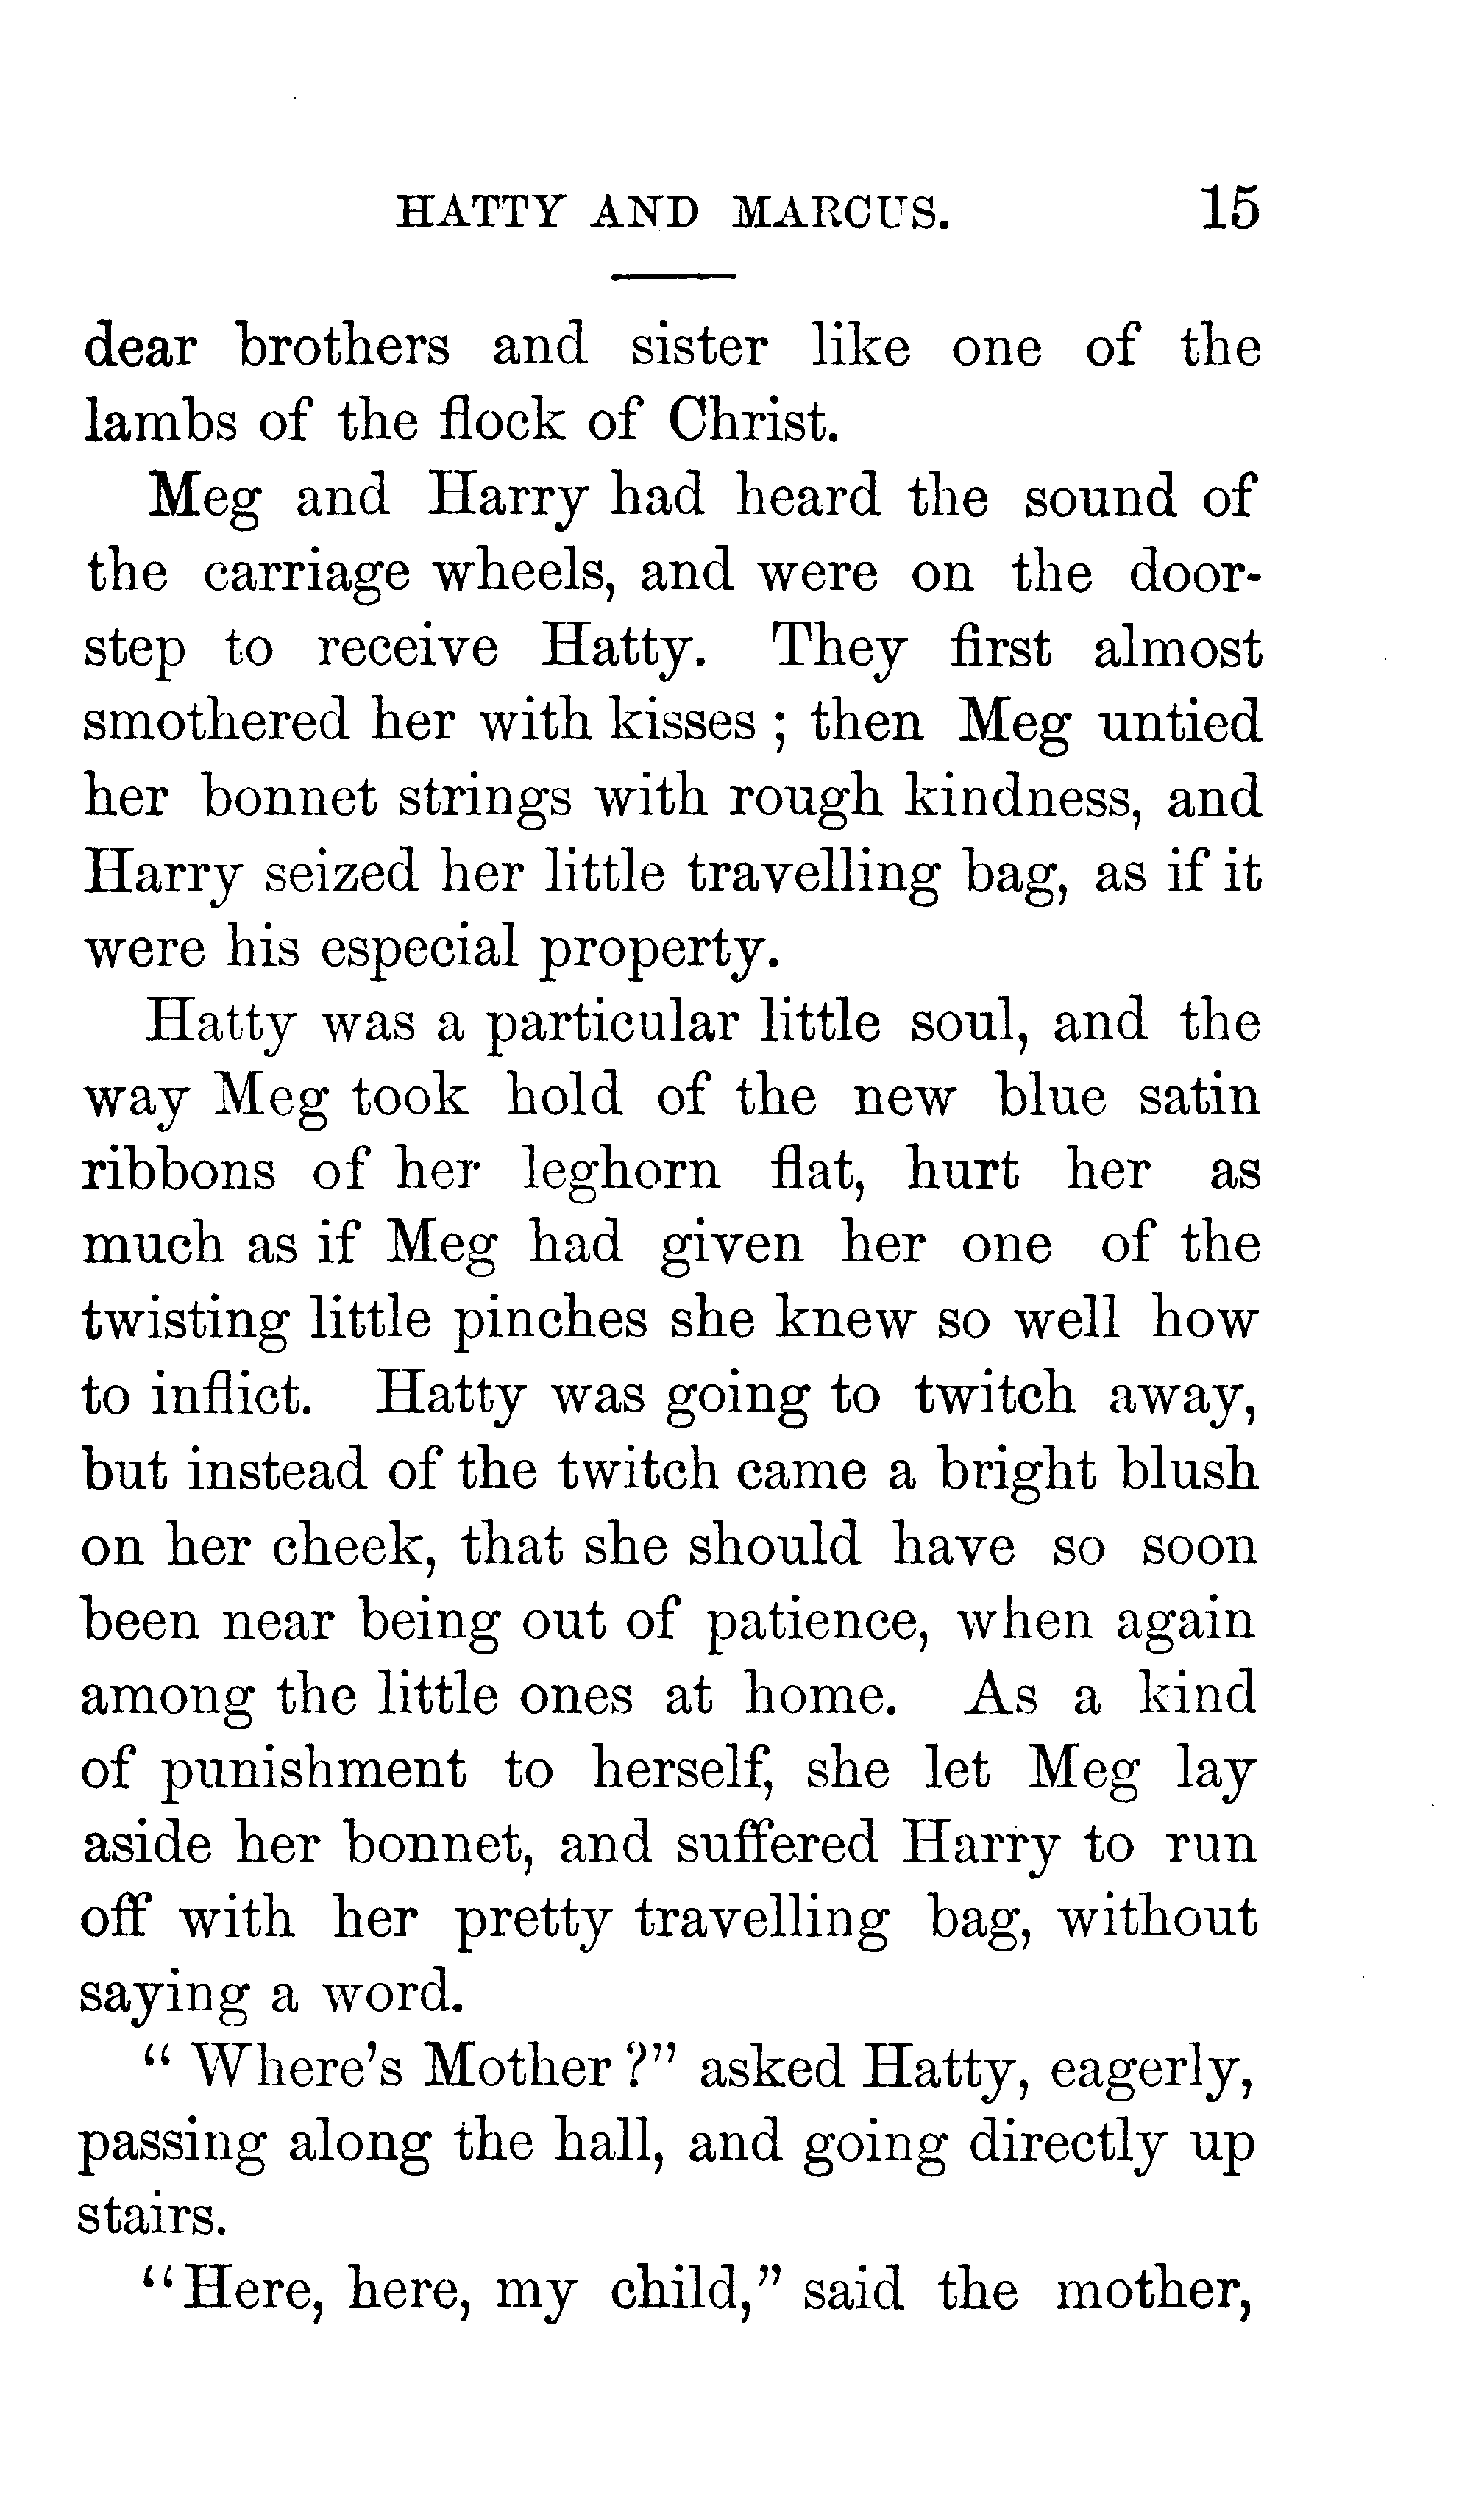 HATTY AND MARCUS. 15
dear brothers and sister like one of the
lambs of the flock of Christ.
Meg and Harry had heard the sound of
the carriage wheels, and were on the door-
step to receive Hatty. They first almost
smothered her with kisses ; then Meg untied
her bonnet strings with rough kindness, and
Harry seized her little travelling bag, as if it
were his especial property.
Hatty was a particular little soul, and the
way Meg took hold of the new blue satin
ribbons of her leghorn flat, hurt her as
much as if Meg had given her one of the
twisting little pinches she knew so well how
to inflict. Hatty was going to twitch away,
but instead of the twitch came a bright blush
on her cheek, that she should have so soon
been near being out of patience, when again
among the little ones at home. As a kind
of punishment to herself, she let Meg lay
aside her bonnet, and suffered Harry to run
off with her pretty travelling bag, without
saying a word.
“ Where’s Mother ?” asked Hatty, eagerly,
passing along the hall, and going directly up
stairs.
“Here, here, my child,” said the mother,